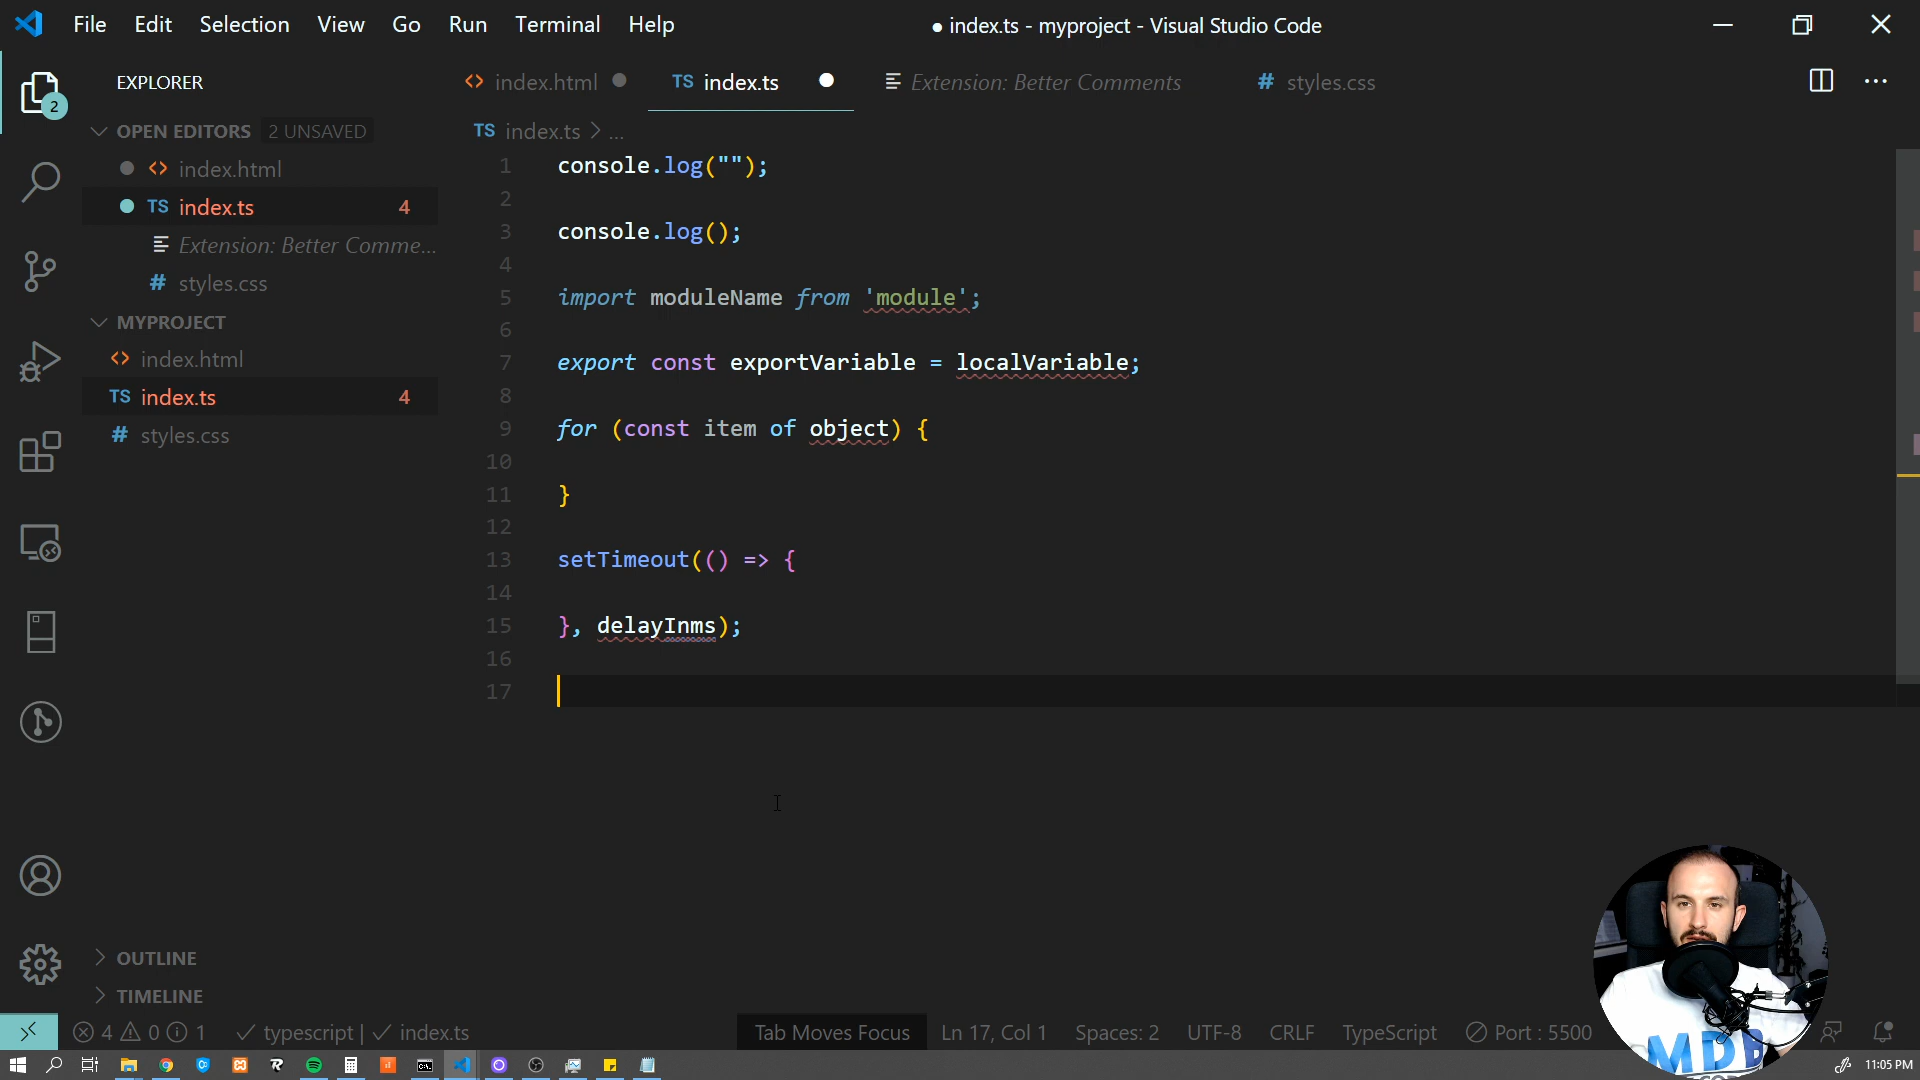 File Edit Selection View Go Run Terminal Help
● index.ts - myproject - Visual Studio Code
EXPLORER
2
OPEN EDITORS 2 UNSAVED
index.html
TS index.ts 4
Extension: Better Comme...
# styles.css
MYPROJECT
index.html
TS index.ts 4
# styles.css
OUTLINE
TIMELINE
index.html
TS index.ts
Extension: Better Comments
# styles.css
TS index.ts > ...
1 console.log("");
2
3 console.log();
4
5 import moduleName from 'module';
6
7 export const exportVariable = localVariable;
8
9 for (const item of object) {
10
11 }
12
13 setTimeout(() => {
14
15 }, delayInms);
16
17
4 0 1 typescript | index.ts
Tab Moves Focus Ln 17, Col 1 Spaces: 2 UTF-8 CRLF TypeScript Port : 5500
11:05 PM